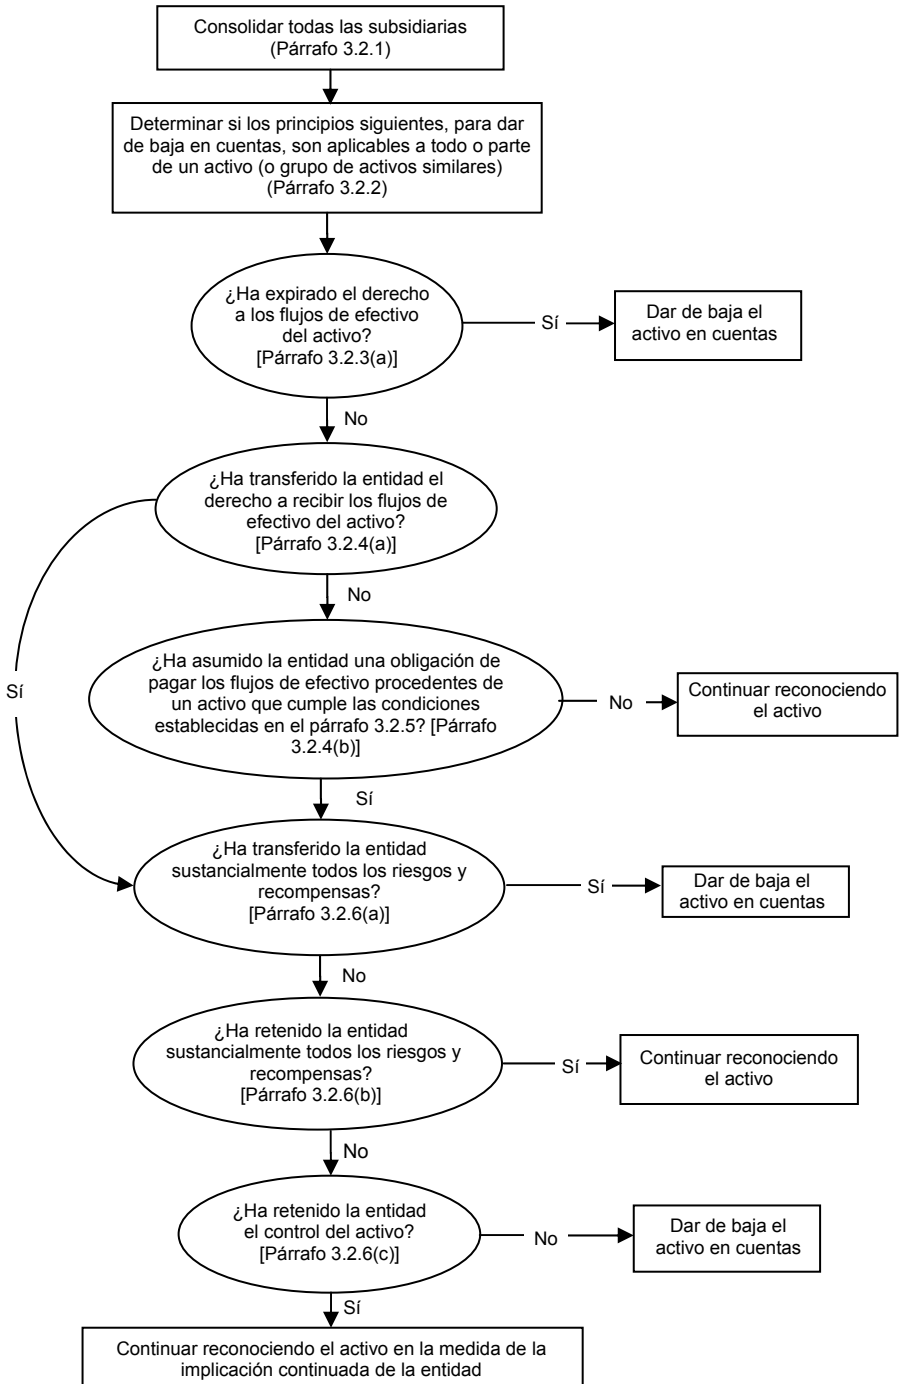 Consolidar todas las subsidiarias
(Párrafo 3.2.1)
Determinar si los principios siguientes, para dar
de baja en cuentas, son aplicables a todo o parte
de un activo (o grupo de activos similares)
(Párrafo 3.2.2)
¿Ha expirado el derecho
a los flujos de efectivo
del activo?
[Párrafo 3.2.3(a)]
Sí
Dar de baja el
activo en cuentas
No
¿Ha transferido la entidad el
derecho a recibir los flujos de
efectivo del activo?
[Párrafo 3.2.4(a)]
No
Sí
¿Ha asumido la entidad una obligación de
pagar los flujos de efectivo procedentes de
un activo que cumple las condiciones
establecidas en el párrafo 3.2.5? [Párrafo
3.2.4(b)]
No
Continuar reconociendo
el activo
Sí
¿Ha transferido la entidad
sustancialmente todos los riesgos y
recompensas?
[Párrafo 3.2.6(a)]
Sí
Dar de baja el
activo en cuentas
No
¿Ha retenido la entidad
sustancialmente todos los riesgos y
recompensas?
[Párrafo 3.2.6(b)]
Sí
Continuar reconociendo
el activo
No
¿Ha retenido la entidad
el control del activo?
[Párrafo 3.2.6(c)]
No
Dar de baja el
activo en cuentas
Sí
Continuar reconociendo el activo en la medida de la
implicación continuada de la entidad